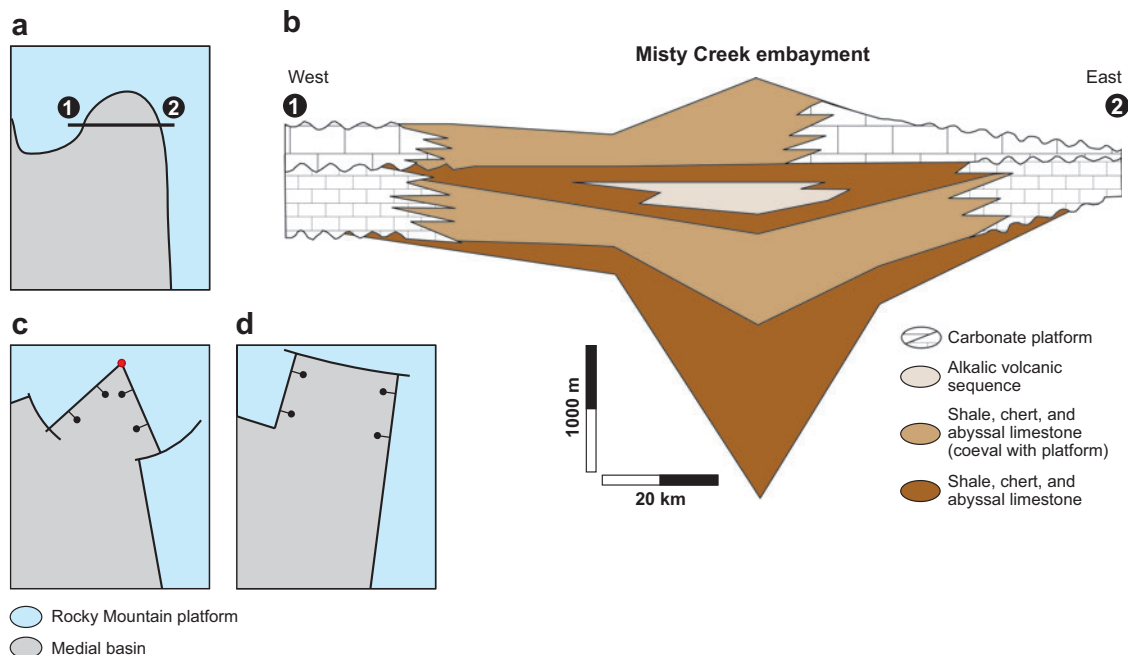 a
b
Misty Creek embayment
West
East
1
2
1
2
Carbonate platform
Alkalic volcanic
sequence
Shale, chert, and
abyssal limestone
(coeval with platform)
Shale, chert, and
abyssal limestone
1000 m
20 km
c
d
Rocky Mountain platform
Medial basin